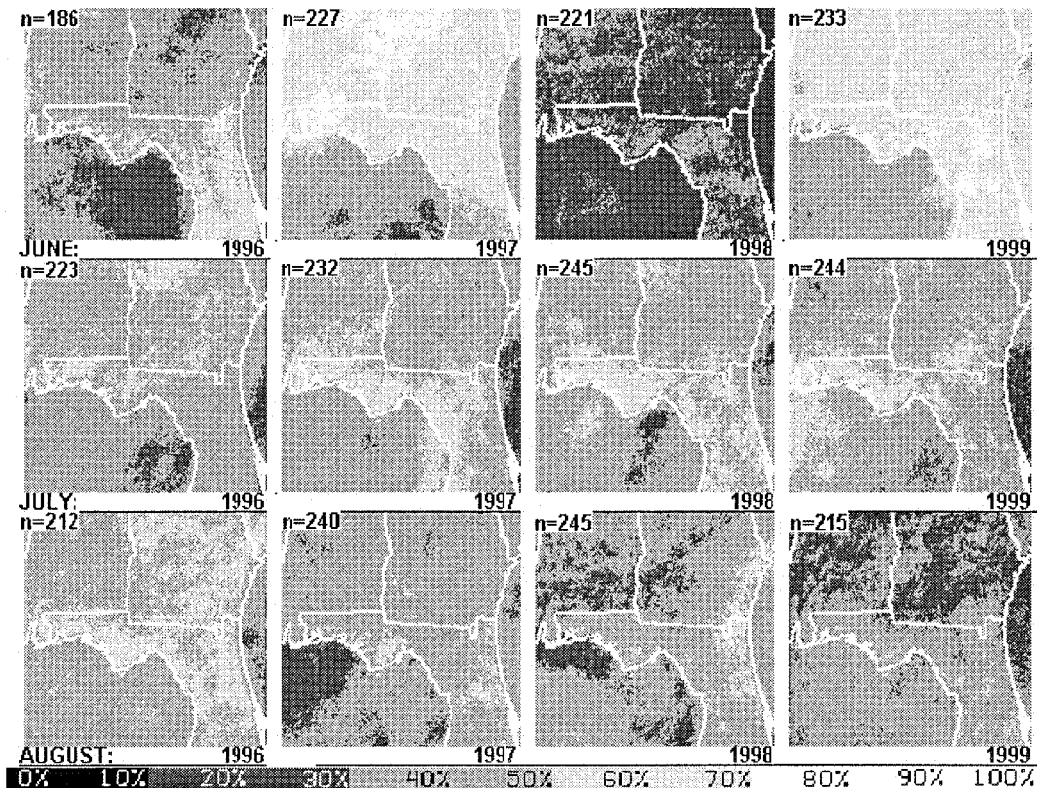 n=186 n=227 n=221 n=233
JUNE: 1996 1997 1998 1999
n=223 n=232 n=245 n=244
JULY: 1996 1997 1998 1999
n=212 n=240 n=245 n=215
AUGUST: 1996 1997 1998 1999
0% 10% 20% 30% 40% 50% 60% 70% 80% 90% 100%